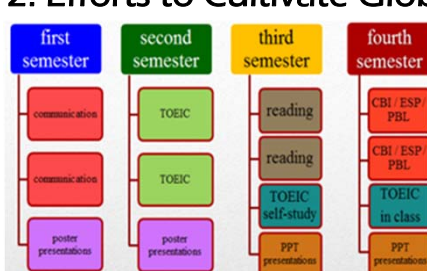 2. Efforts to Cultivate Glob
first
semester
second
semester
third
semester
fourth
semester
communication
TOEIC
reading
CBI / ESP /
PBL
communication
TOEIC
reading
CBI / ESP /
PBL
TOEIC
self-study
TOEIC
in class
poster
presentations
poster
presentations
PPT
presentations
PPT
presentations